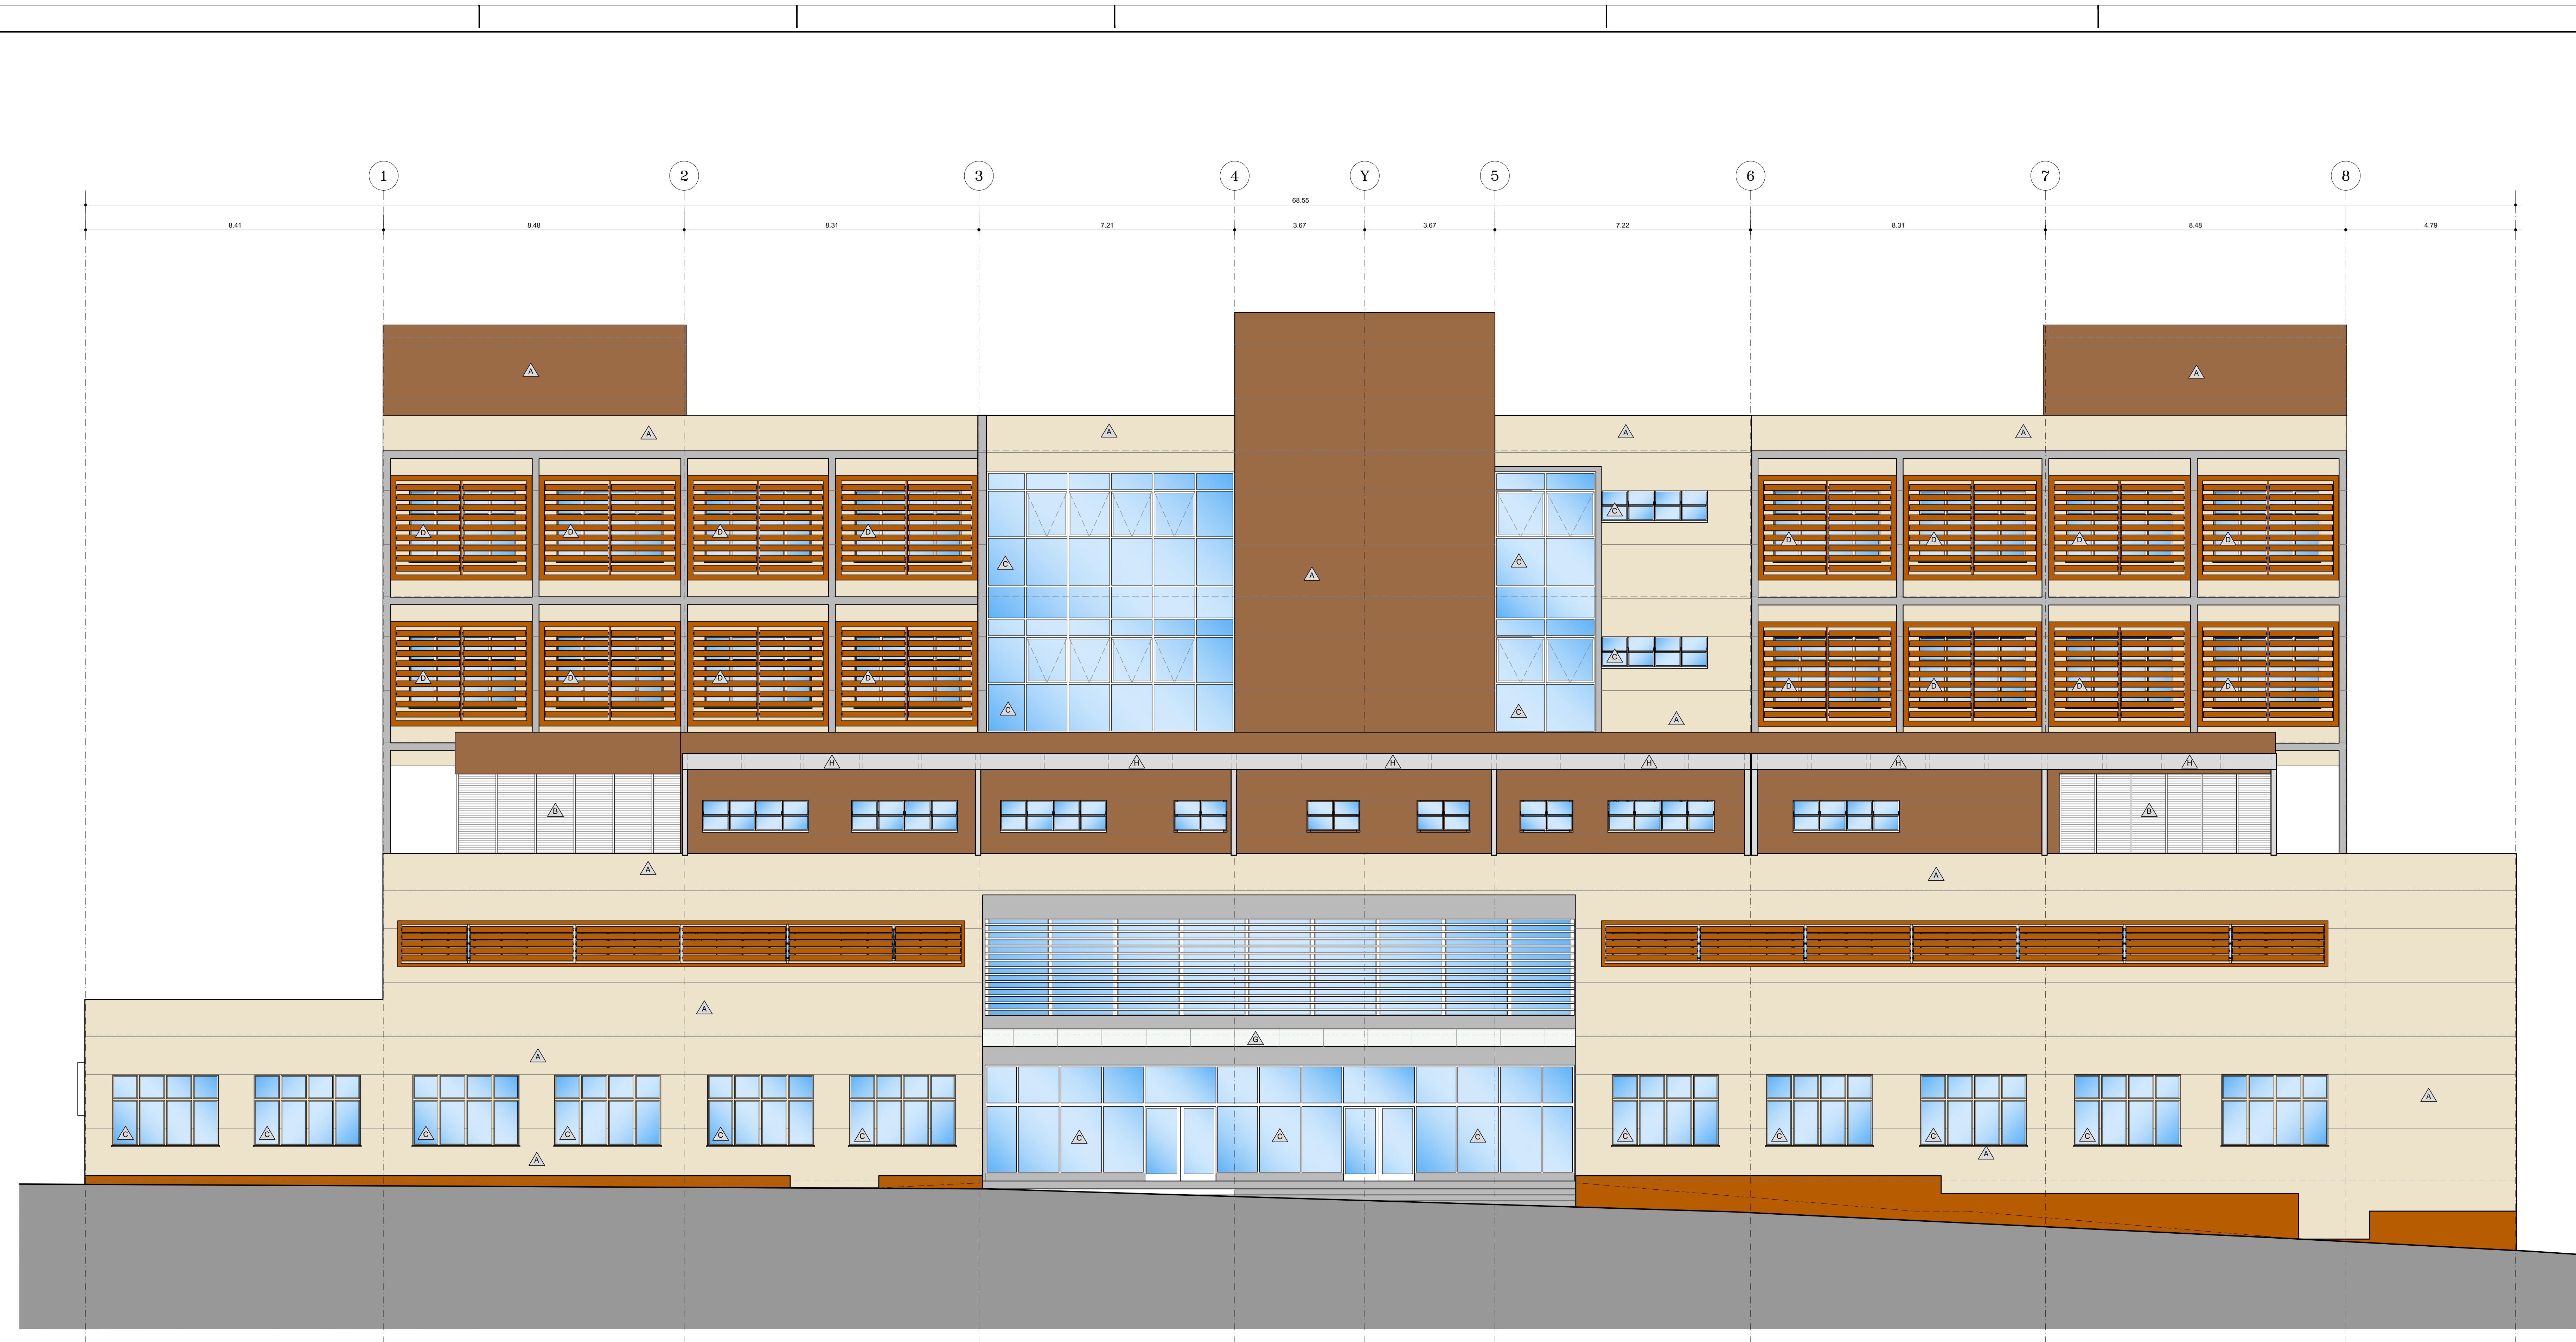 1 2 3 4 Y 5 6 7 8
68.55
8.41 8.48 8.31 7.21 3.67 3.67 7.22 8.31 8.48 4.79
A A
A A A A
C
D D D D C C D D D D
A
C
D D D D C C A D D D D
H H H H H H
B B
A A
A
G
A
A
C C C C C C C C C C C C C
A A